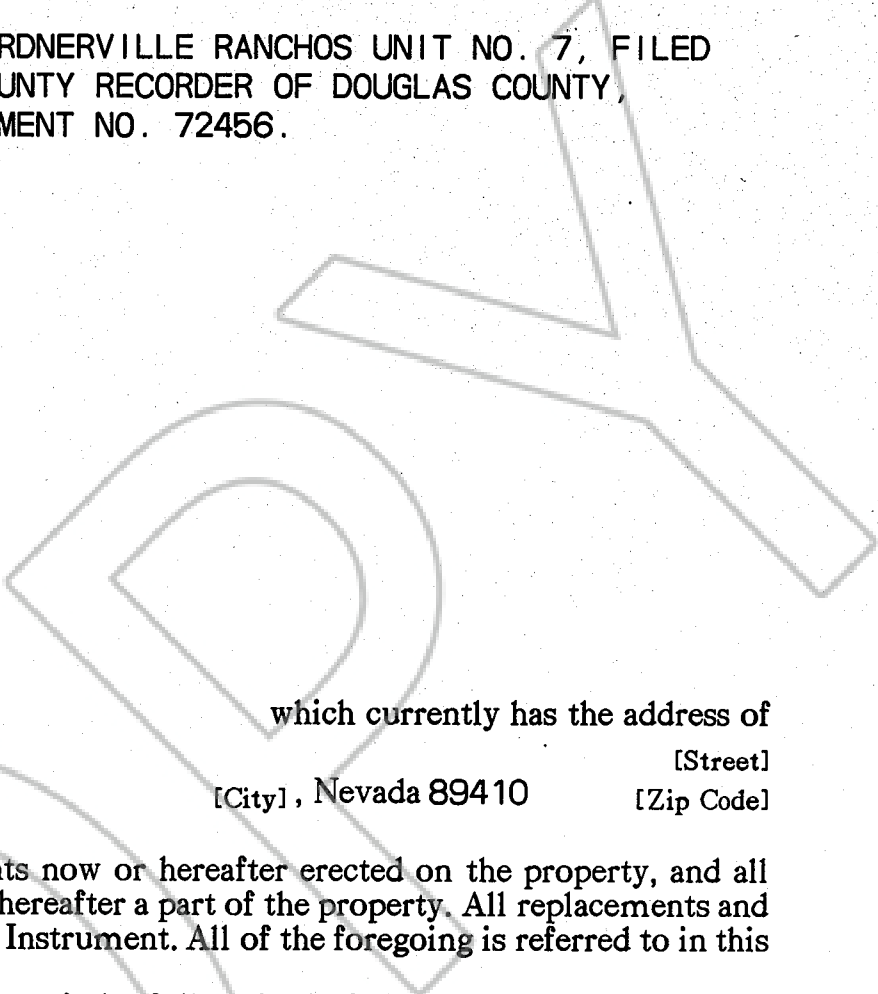 RDNERVILLE RANCHOS UNIT NO. 7, FILED
UNTY RECORDER OF DOUGLAS COUNTY,
MENT NO. 72456.
which currently has the address of
[Street]
[City] , Nevada 89410 [Zip Code]
ts now or hereafter erected on the property, and all
hereafter a part of the property. All replacements and
Instrument. All of the foregoing is referred to in this